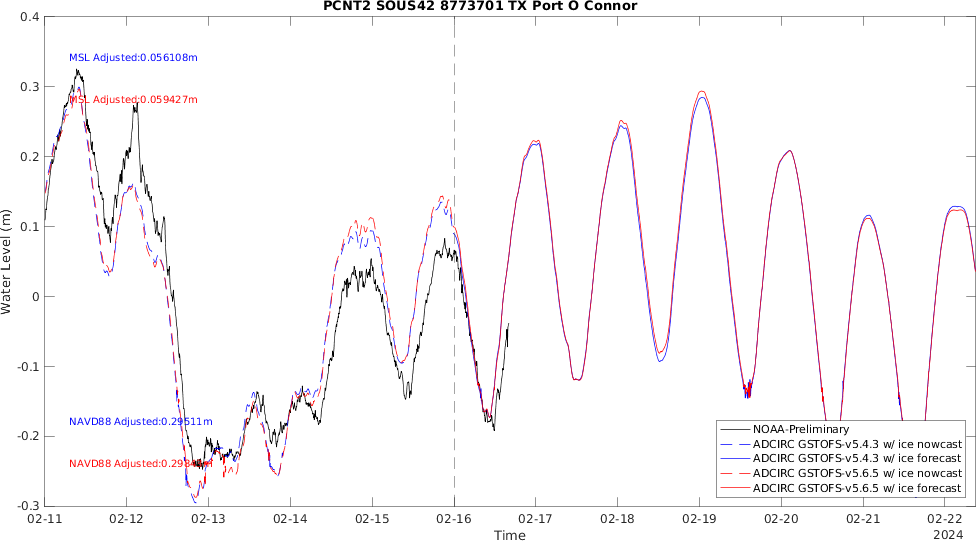 PCNT2 SOUS42 8773701 TX Port O Connor
0.4
0.3
0.2
0.1
0
-0.1
-0.2
-0.3
Water Level (m)
MSL Adjusted:0.056108m
MSL Adjusted:0.059427m
NAVD88 Adjusted:0.29511m
NAVD88 Adjusted:0.298
NOAA-Preliminary
ADCIRC GSTOFS-v5.4.3 w/ ice nowcast
ADCIRC GSTOFS-v5.4.3 w/ ice forecast
ADCIRC GSTOFS-v5.6.5 w/ ice nowcast
ADCIRC GSTOFS-v5.6.5 w/ ice forecast
02-11 02-12 02-13 02-14 02-15 02-16 02-17 02-18 02-19 02-20 02-21 02-22
2024
Time